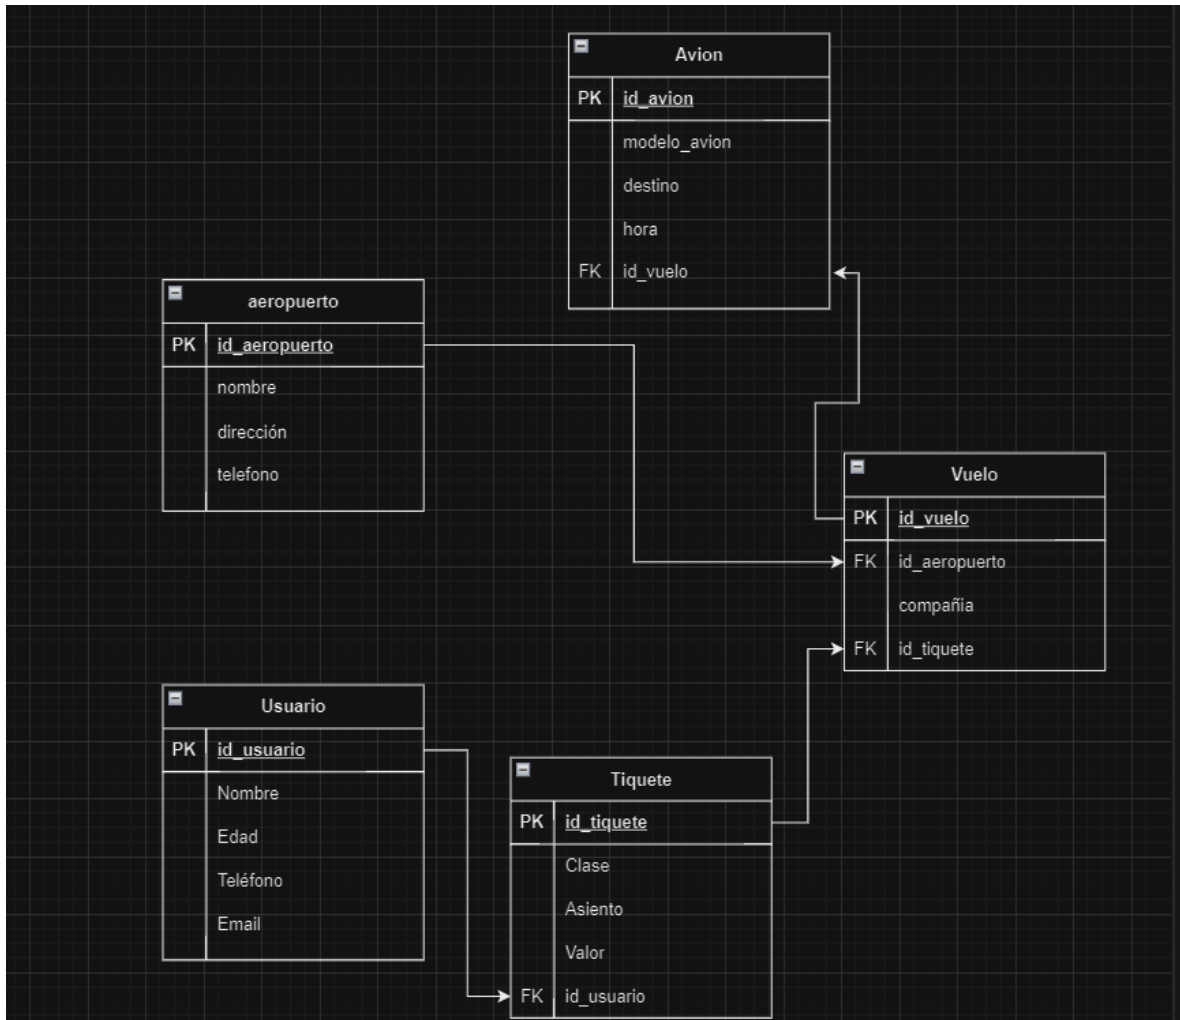 Avion
PK id_avion
modelo_avion
destino
hora
FK id_vuelo
aeropuerto
PK id_aeropuerto
nombre
dirección
telefono
Vuelo
PK id_vuelo
FK id_aeropuerto
compañia
FK id_tiquete
Usuario
PK id_usuario
Nombre
Edad
Teléfono
Email
Tiquete
PK id_tiquete
Clase
Asiento
Valor
FK id_usuario